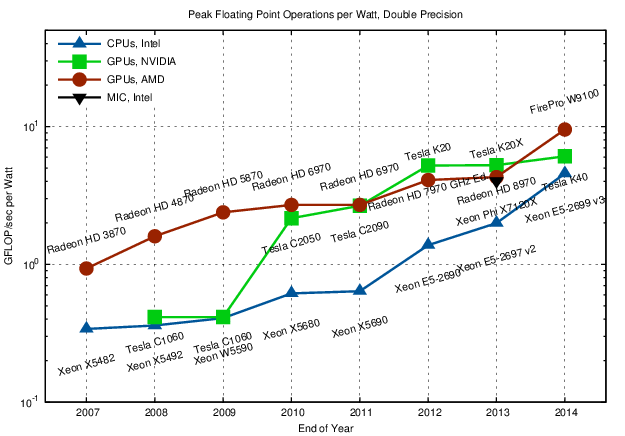 Peak Floating Point Operations per Watt, Double Precision
CPUs, Intel
GPUs, NVIDIA
GPUs, AMD
MIC, Intel
GFLOP/sec per Watt
10^1
10^0
10^-1
FirePro W9100
Tesla K20
Tesla K20X
Radeon HD 3870
Radeon HD 4870
Radeon HD 5870
Radeon HD 6970
Radeon HD 6970
Radeon HD 7970 GHz Ed.
Radeon HD 8970
Tesla K40
Xeon Phi X7120X
Xeon E5-2699 v3
Tesla C2050
Tesla C2090
Xeon E5-2690
Xeon E5-2697 v2
Tesla C1060
Tesla C1060
Xeon X5482
Xeon X5492
Xeon W5590
Xeon X5680
Xeon X5690
2007
2008
2009
2010
2011
2012
2013
2014
End of Year